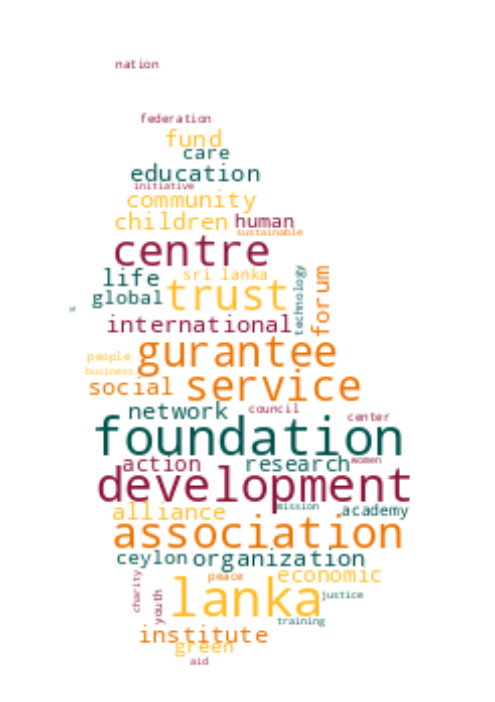 nation
federation
fund
care
education
initiative
community
children human
sustainable
centre
life sri lanka
global trust technology forum
international
gurantee
people
business
social service
network council
center
foundation
action research women
development
mission
alliance academy
association
ceylon organization
peace economic
charity youth lanka justice
training
institute
green
aid